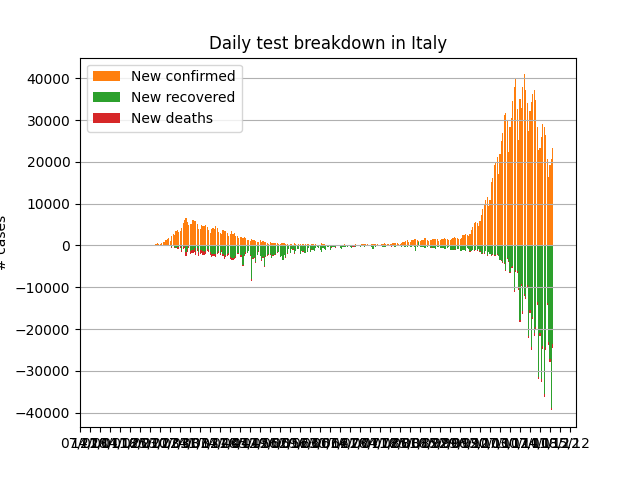 Daily test breakdown in Italy
New confirmed
New recovered
New deaths
40000
30000
20000
10000
0
−10000
−20000
−30000
−40000
# cases